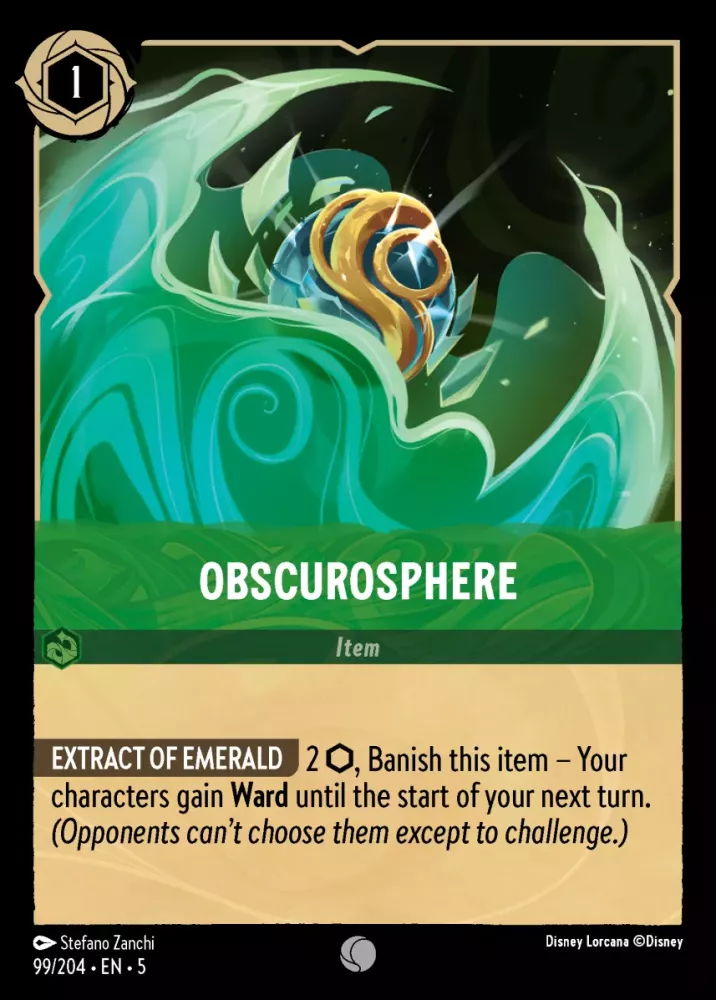 1
OBSCUROSPHERE
Item
EXTRACT OF EMERALD 2 ⬡, Banish this item – Your
characters gain Ward until the start of your next turn.
(Opponents can't choose them except to challenge.)
Stefano Zanchi
Disney Lorcana ©Disney
99/204 • EN • 5